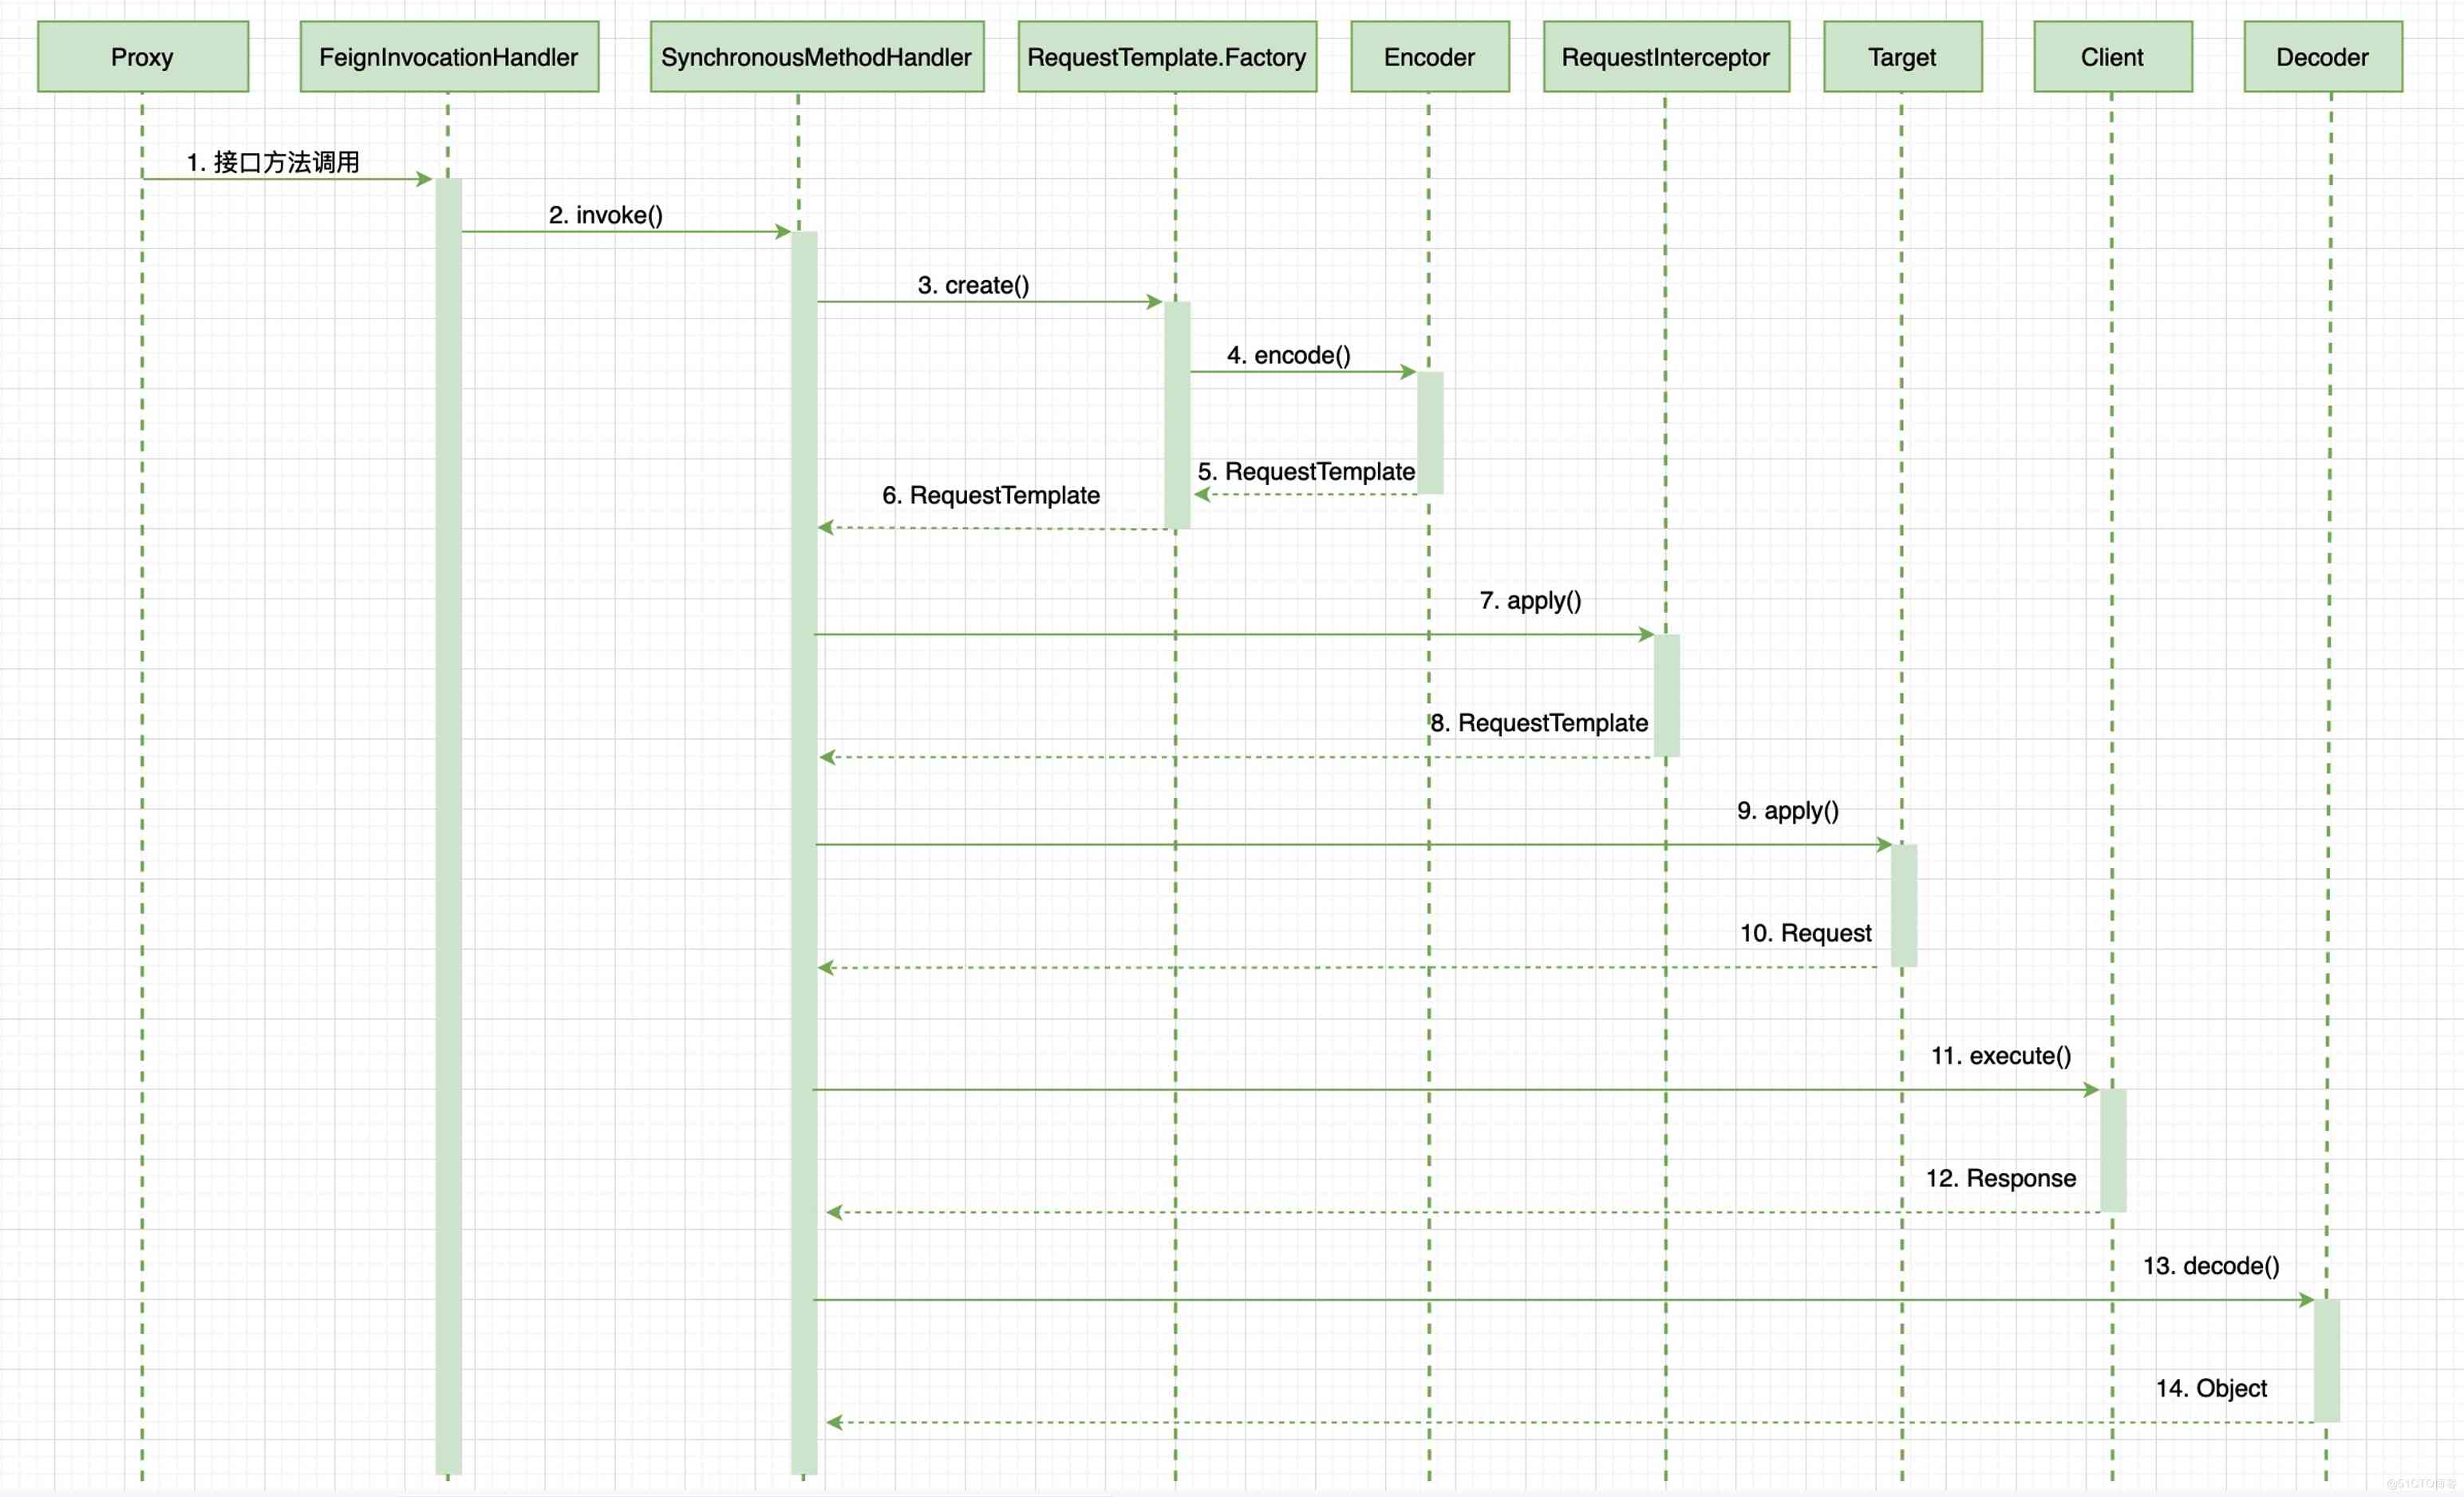 Proxy
FeignInvocationHandler
SynchronousMethodHandler
RequestTemplate.Factory
Encoder
RequestInterceptor
Target
Client
Decoder
1. 接口方法调用
2. invoke()
3. create()
4. encode()
5. RequestTemplate
6. RequestTemplate
7. apply()
8. RequestTemplate
9. apply()
10. Request
11. execute()
12. Response
13. decode()
14. Object
@51CTO博客